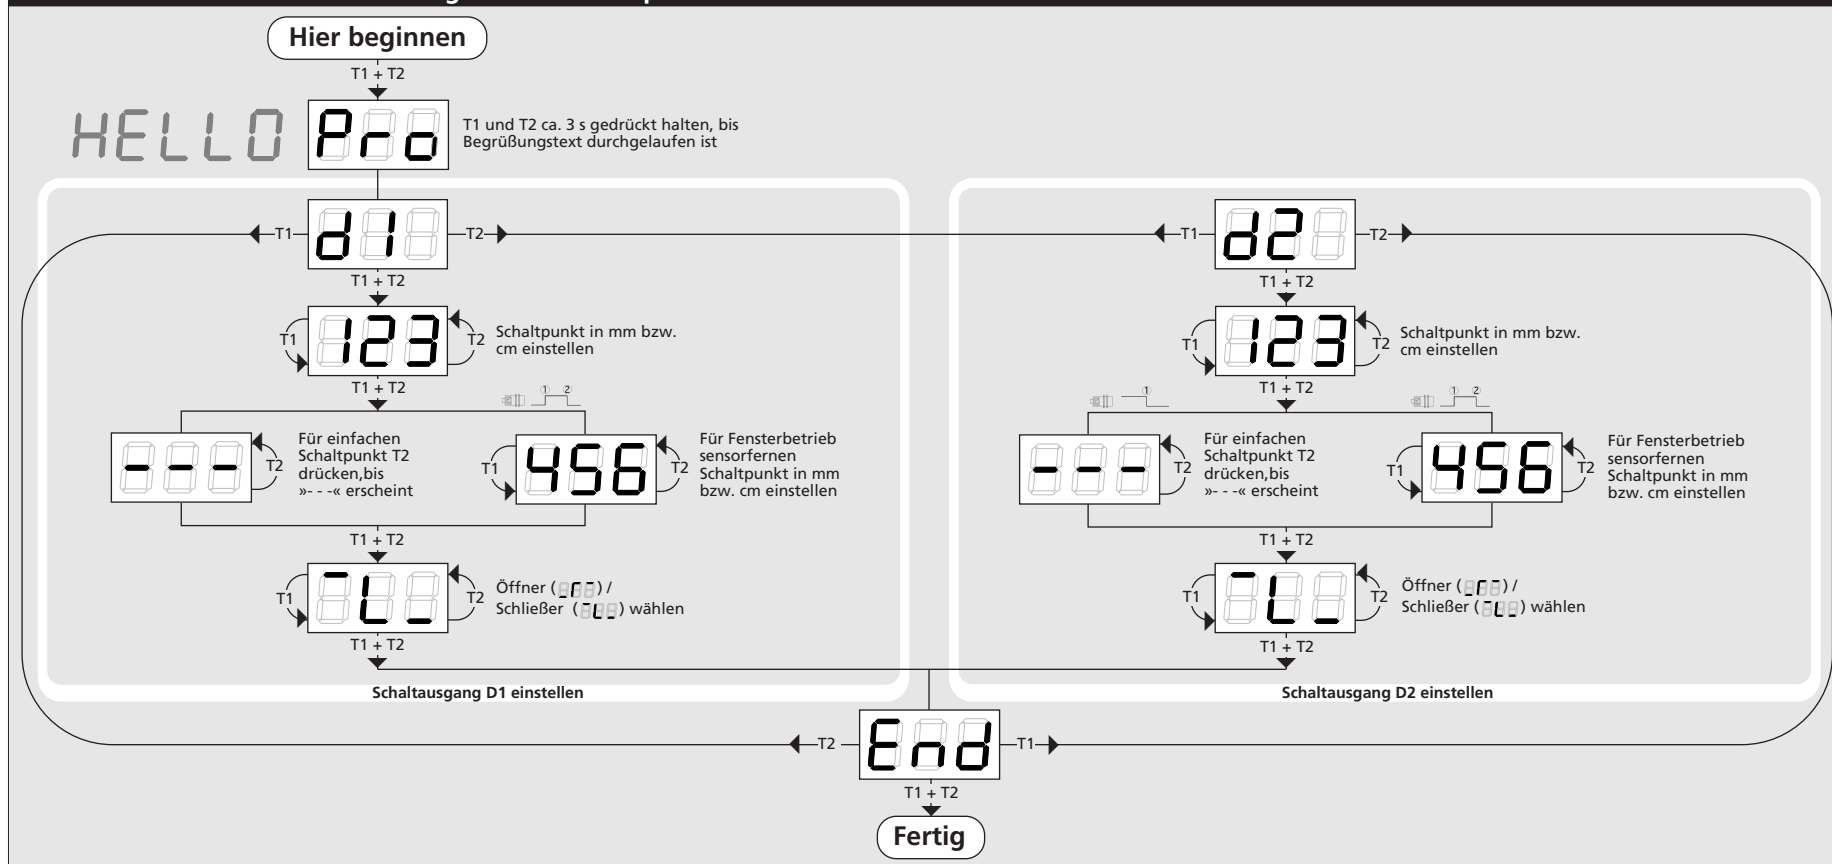 Hier beginnen
T1 + T2
HELLO
Pro
T1 und T2 ca. 3 s gedrückt halten, bis
Begrüßungstext durchgelaufen ist
T1
d1
T2
T1
d2
T2
T1 + T2
T1 + T2
T1
123
T2
Schaltpunkt in mm bzw.
cm einstellen
T1
123
T2
Schaltpunkt in mm bzw.
cm einstellen
T1 + T2
T1 + T2
① ②
①
① ②
- - -
T2
Für einfachen
Schaltpunkt T2
drücken,bis
»- - -« erscheint
T1
456
T2
Für Fensterbetrieb
sensorfernen
Schaltpunkt in mm
bzw. cm einstellen
- - -
T2
Für einfachen
Schaltpunkt T2
drücken,bis
»- - -« erscheint
T1
456
T2
Für Fensterbetrieb
sensorfernen
Schaltpunkt in mm
bzw. cm einstellen
T1 + T2
T1 + T2
T1
T2
Öffner ( ) /
Schließer ( ) wählen
T1
T2
Öffner ( ) /
Schließer ( ) wählen
T1 + T2
T1 + T2
Schaltausgang D1 einstellen
Schaltausgang D2 einstellen
T2
End
T1
T1 + T2
Fertig